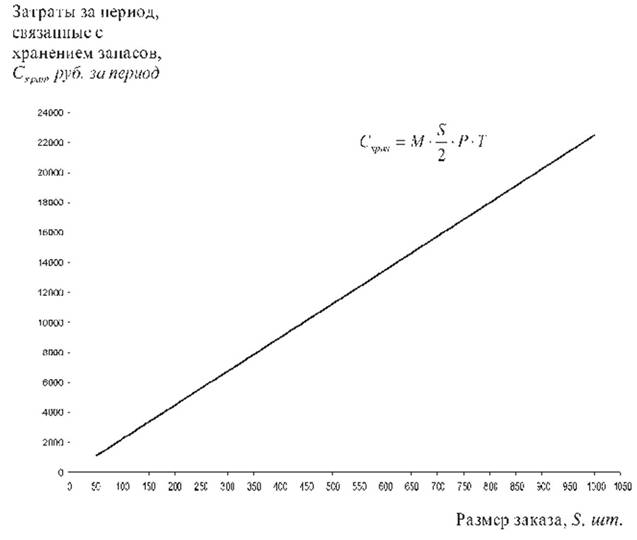 Затраты за период,
связанные с
хранением запасов,
Cхран, руб. за период
24000
22000
20000
18000
16000
14000
12000
10000
8000
6000
4000
2000
0
Cхран = M · S/2 · P · T
0 50 100 150 200 250 300 350 400 450 500 550 600 650 700 750 800 850 900 950 1000 1050
Размер заказа, S, шт.